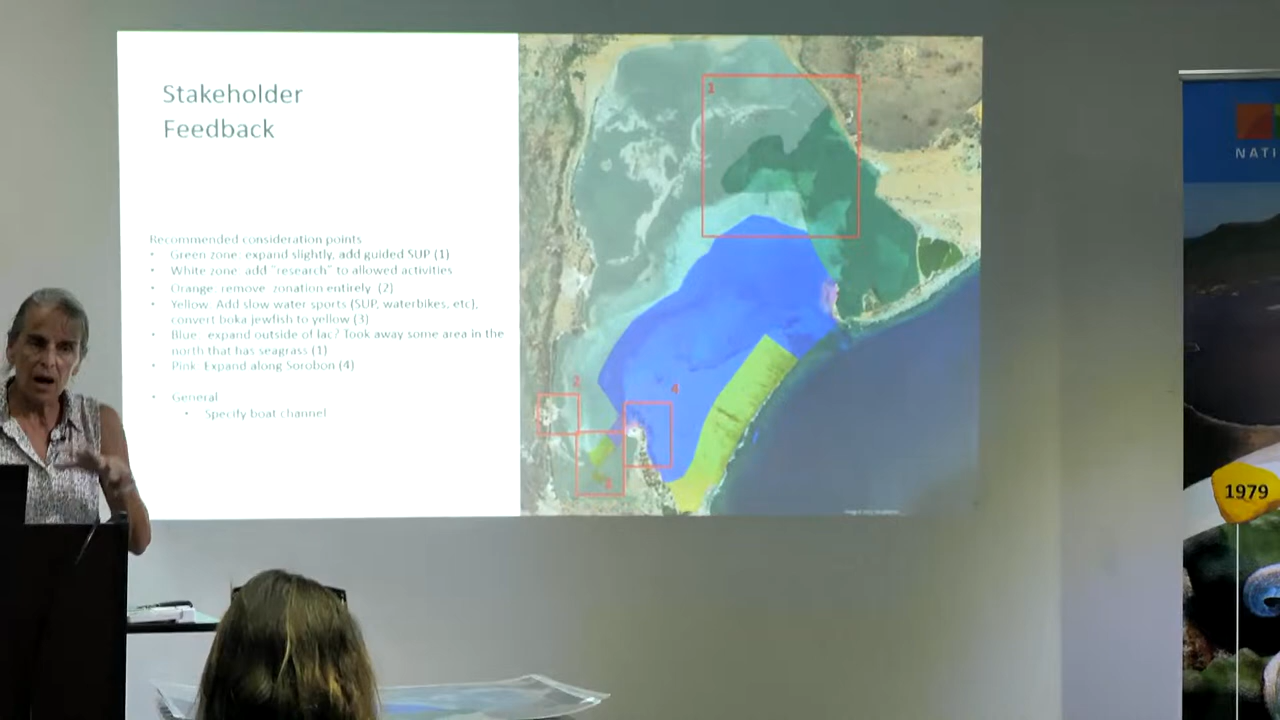 Stakeholder
Feedback
Recommended consideration points
• Green zone: expand slightly, add guided SUP (1)
• White zone: add "research" to allowed activities
• Orange: remove zonation entirely (2)
• Yellow: Add slow water sports (SUP, waterbikes, etc),
convert boka jewfish to yellow (3)
• Blue: expand outside of lac? Took away some area in the
north that has seagrass (1)
• Pink: Expand along Sorobon (4)
• General
• Specify boat channel
1
2
4
3
NATI
1979